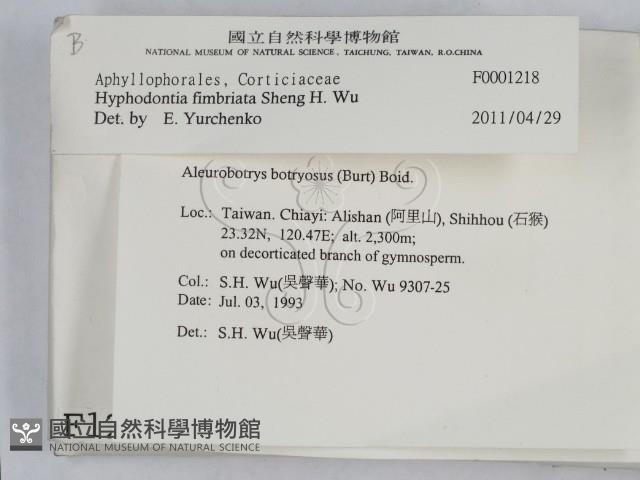 B
國立自然科學博物館
NATIONAL MUSEUM OF NATURAL SCIENCE, TAICHUNG, TAIWAN, R.O.CHINA
Aphyllophorales, Corticiaceae F0001218
Hyphodontia fimbriata Sheng H. Wu
Det. by E. Yurchenko 2011/04/29
Aleurobotrys botryosus (Burt) Boid.
Loc.: Taiwan. Chiayi: Alishan (阿里山), Shihhou (石猴)
23.32N, 120.47E; alt. 2,300m;
on decorticated branch of gymnosperm.
Col.: S.H. Wu(吳聲華); No. Wu 9307-25
Date: Jul. 03, 1993
Det.: S.H. Wu(吳聲華)
國立自然科學博物館
NATIONAL MUSEUM OF NATURAL SCIENCE